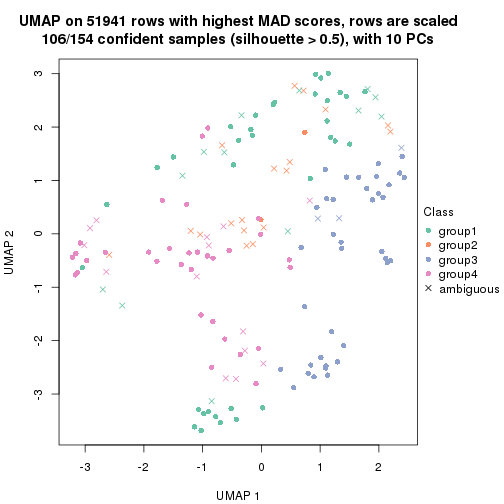 UMAP on 51941 rows with highest MAD scores, rows are scaled
106/154 confident samples (silhouette > 0.5), with 10 PCs
3
2
1
0
-1
-2
-3
UMAP 2
-3
-2
-1
0
1
2
UMAP 1
Class
group1
group2
group3
group4
ambiguous